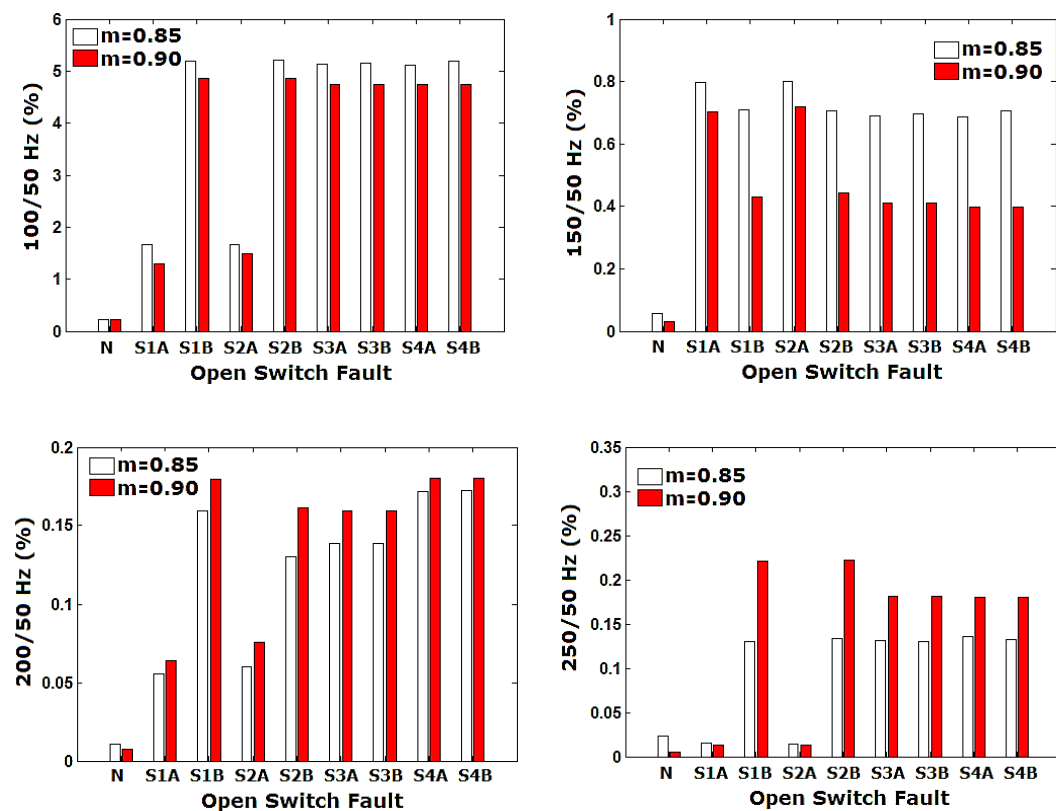 6
5
4
3
2
1
0
100/50 Hz (%)
m=0.85
m=0.90
N S1A S1B S2A S2B S3A S3B S4A S4B
Open Switch Fault
1
0.8
0.6
0.4
0.2
0
150/50 Hz (%)
m=0.85
m=0.90
N S1A S1B S2A S2B S3A S3B S4A S4B
Open Switch Fault
0.2
0.15
0.1
0.05
0
200/50 Hz (%)
m=0.85
m=0.90
N S1A S1B S2A S2B S3A S3B S4A S4B
Open Switch Fault
0.35
0.3
0.25
0.2
0.15
0.1
0.05
0
250/50 Hz (%)
m=0.85
m=0.90
N S1A S1B S2A S2B S3A S3B S4A S4B
Open Switch Fault